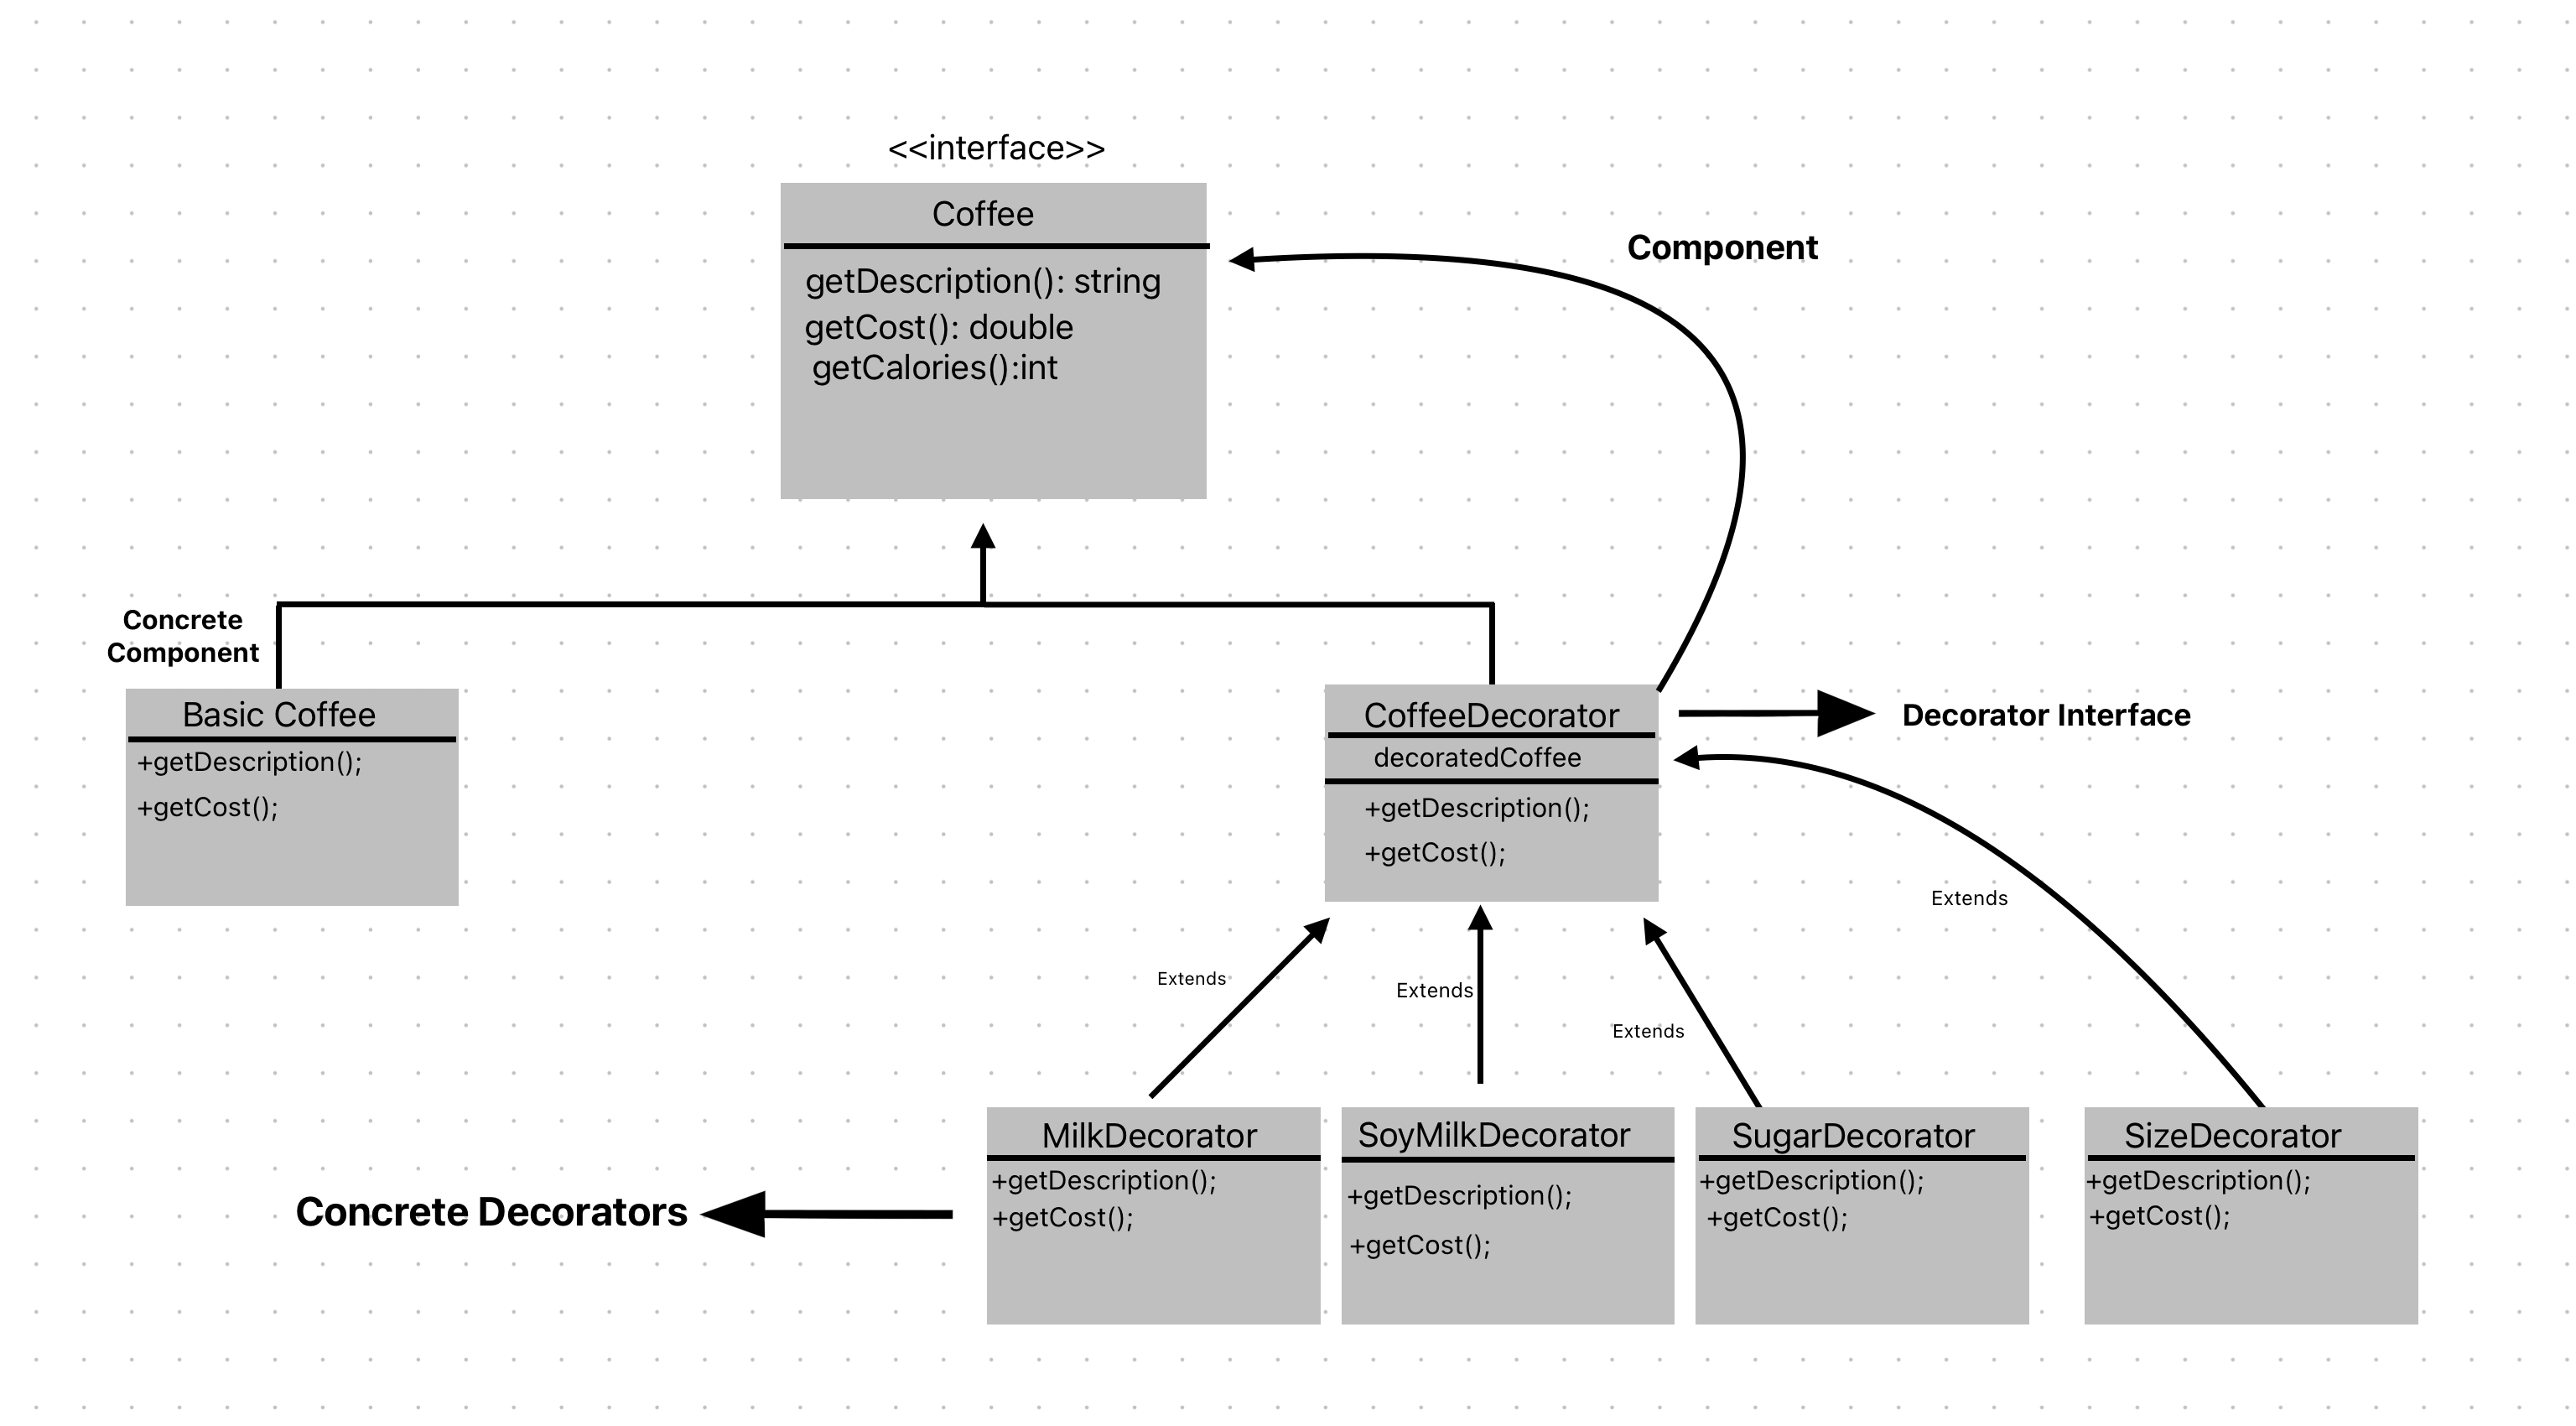 <<interface>>
Coffee
getDescription(): string
getCost(): double
getCalories():int
Component
Concrete
Component
Basic Coffee
+getDescription();
+getCost();
CoffeeDecorator
decoratedCoffee
+getDescription();
+getCost();
Decorator Interface
Extends
Extends
Extends
Extends
Concrete Decorators
MilkDecorator
+getDescription();
+getCost();
SoyMilkDecorator
+getDescription();
+getCost();
SugarDecorator
+getDescription();
+getCost();
SizeDecorator
+getDescription();
+getCost();